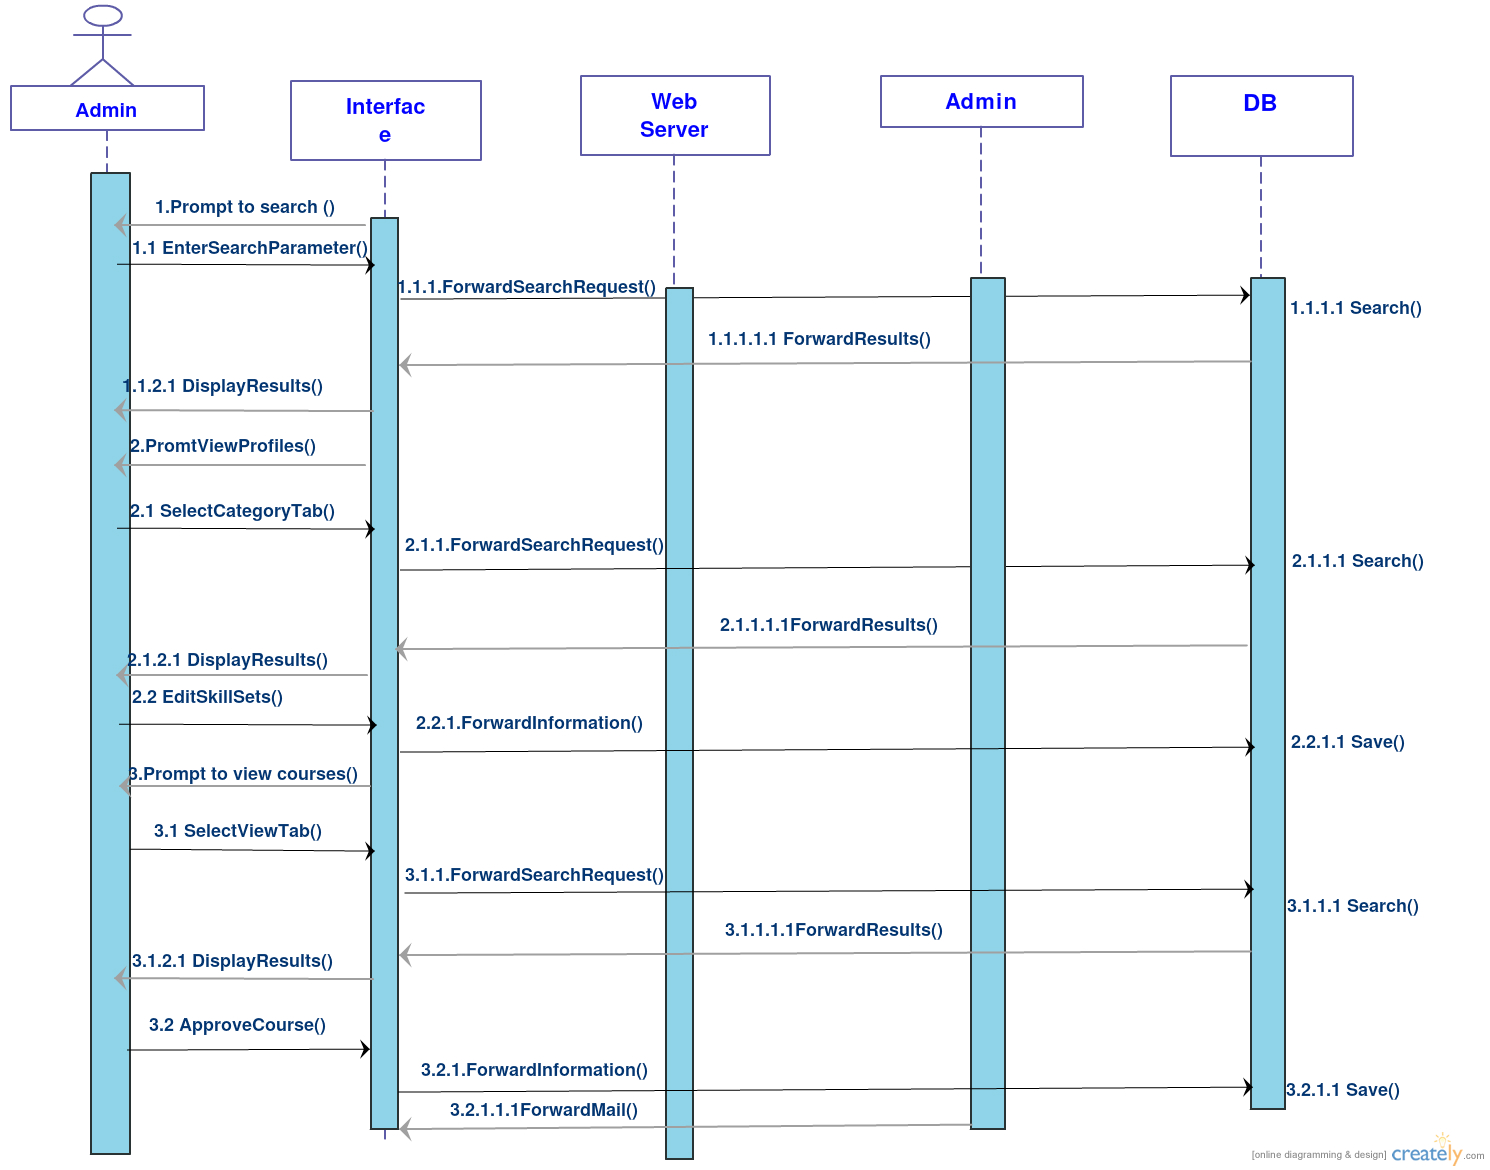 Admin
Interfac
e
Web
Server
Admin
DB
1.Prompt to search ()
1.1 EnterSearchParameter()
1.1.1.ForwardSearchRequest()
1.1.1.1 Search()
1.1.1.1.1 ForwardResults()
1.1.2.1 DisplayResults()
2.PromtViewProfiles()
2.1 SelectCategoryTab()
2.1.1.ForwardSearchRequest()
2.1.1.1 Search()
2.1.1.1.1ForwardResults()
2.1.2.1 DisplayResults()
2.2 EditSkillSets()
2.2.1.ForwardInformation()
2.2.1.1 Save()
3.Prompt to view courses()
3.1 SelectViewTab()
3.1.1.ForwardSearchRequest()
3.1.1.1 Search()
3.1.1.1.1ForwardResults()
3.1.2.1 DisplayResults()
3.2 ApproveCourse()
3.2.1.ForwardInformation()
3.2.1.1 Save()
3.2.1.1.1ForwardMail()
[online diagramming & design] creately.com